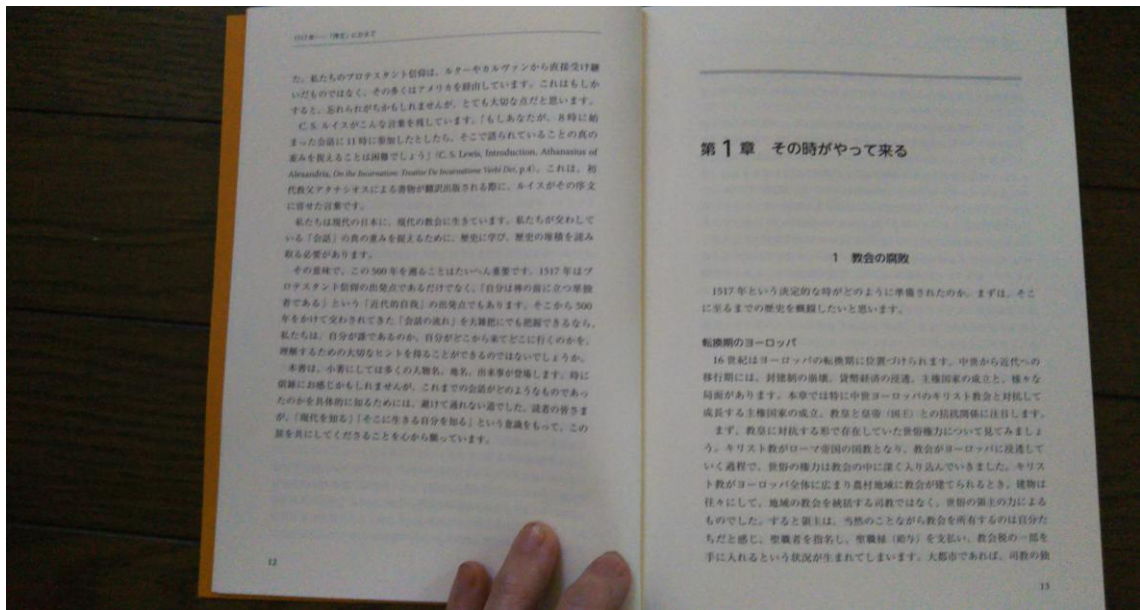 1517年――「序文」にかえて
た。私たちのプロテスタント信仰は、ルターやカルヴァンから直接受け継
いだものではなく、その多くはアメリカを経由しています。これはもしか
すると、忘れられがちかもしれませんが、とても大切な点だと思います。
C. S. ルイスがこんな言葉を残しています。「もしあなたが、8時に始
まった会話に11時に参加したとしたら、そこで語られていることの真の
重みを捉えることは困難でしょう」(C. S. Lewis, Introduction, Athanasius of
Alexandria, On the Incarnation: Treatise De Incarnatione Verbi Dei, p.4)。これは、初
代教父アタナシオスによる書物が翻訳出版される際に、ルイスがその序文
に寄せた言葉です。
私たちは現代の日本に、現代の教会に生きています。私たちが交わして
いる「会話」の真の重みを捉えるために、歴史に学び、歴史の堆積を読み
取る必要があります。
その意味で、この500年を遡ることはたいへん重要です。1517年はプ
ロテスタント信仰の出発点であるだけでなく、「自分は神の前に立つ単独
者である」という「近代的自我」の出発点でもあります。そこから500
年をかけて交わされてきた「会話の流れ」を大雑把にでも把握できるなら、
私たちは、自分が誰であるのか、自分がどこから来てどこに行くのかを、
理解するための大切なヒントを得ることができるのではないでしょうか。
本書は、小著にしては多くの人物名、地名、出来事が登場します。時に
煩雑にお感じかもしれませんが、これまでの会話がどのようなものであっ
たのかを具体的に知るためには、避けて通れない道でした。読者の皆さま
が、「現代を知る」「そこに生きる自分を知る」という意識をもって、この
旅を共にしてくださることを心から願っています。
12
第1章 その時がやって来る
1 教会の腐敗
1517年という決定的な時がどのように準備されたのか。まずは、そこ
に至るまでの歴史を概観したいと思います。
転換期のヨーロッパ
16世紀はヨーロッパの転換期に位置づけられます。中世から近代への
移行期には、封建制の崩壊、貨幣経済の浸透、主権国家の成立と、様々な
局面があります。本章では特に中世ヨーロッパのキリスト教会と対抗して
成長する主権国家の成立、教皇と皇帝(国王)との拮抗関係に注目します。
まず、教皇に対抗する形で存在していた世俗権力について見てみましょ
う。キリスト教がローマ帝国の国教となり、教会がヨーロッパに浸透して
いく過程で、世俗の権力は教会の中に深く入り込んでいきました。キリス
ト教がヨーロッパ全体に広まり農村地域に教会が建てられるとき、建物は
往々にして、地域の教会を統括する司教ではなく、世俗の領主の力による
ものでした。すると領主は、当然のことながら教会を所有するのは自分た
ちだと感じ、聖職者を指名し、聖職禄(給与)を支払い、教会税の一部を
手に入れるという状況が生まれてしまいます。大都市であれば、司教の独
13